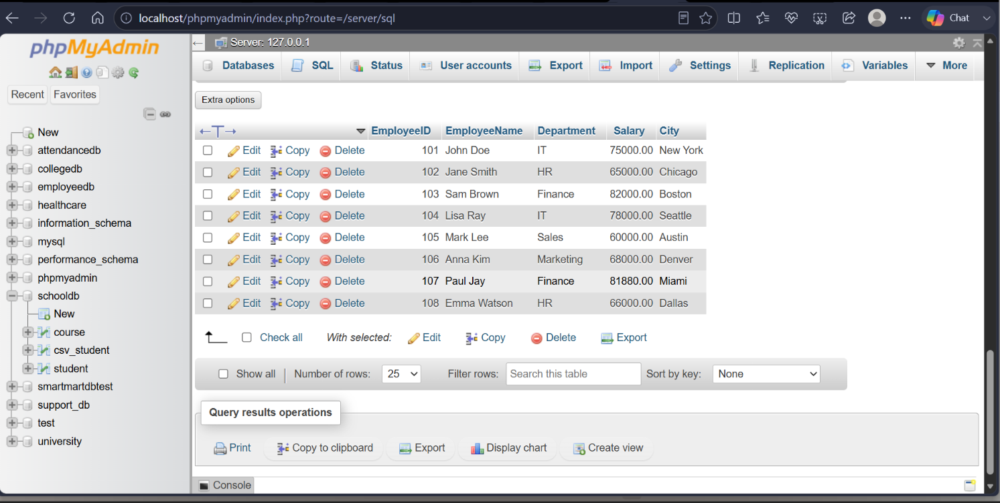 localhost/phpmyadmin/index.php?route=/server/sql
Chat
phpMyAdmin
Recent Favorites
New
attendancedb
collegedb
employeedb
healthcare
information_schema
mysql
performance_schema
phpmyadmin
schooldb
New
course
csv_student
student
smartmartdbtest
support_db
test
university
Server: 127.0.0.1
Databases SQL Status User accounts Export Import Settings Replication Variables More
Extra options
EmployeeID EmployeeName Department Salary City
Edit Copy Delete 101 John Doe IT 75000.00 New York
Edit Copy Delete 102 Jane Smith HR 65000.00 Chicago
Edit Copy Delete 103 Sam Brown Finance 82000.00 Boston
Edit Copy Delete 104 Lisa Ray IT 78000.00 Seattle
Edit Copy Delete 105 Mark Lee Sales 60000.00 Austin
Edit Copy Delete 106 Anna Kim Marketing 68000.00 Denver
Edit Copy Delete 107 Paul Jay Finance 81880.00 Miami
Edit Copy Delete 108 Emma Watson HR 66000.00 Dallas
Check all With selected: Edit Copy Delete Export
Show all Number of rows: 25 Filter rows: Search this table Sort by key: None
Query results operations
Print Copy to clipboard Export Display chart Create view
Console